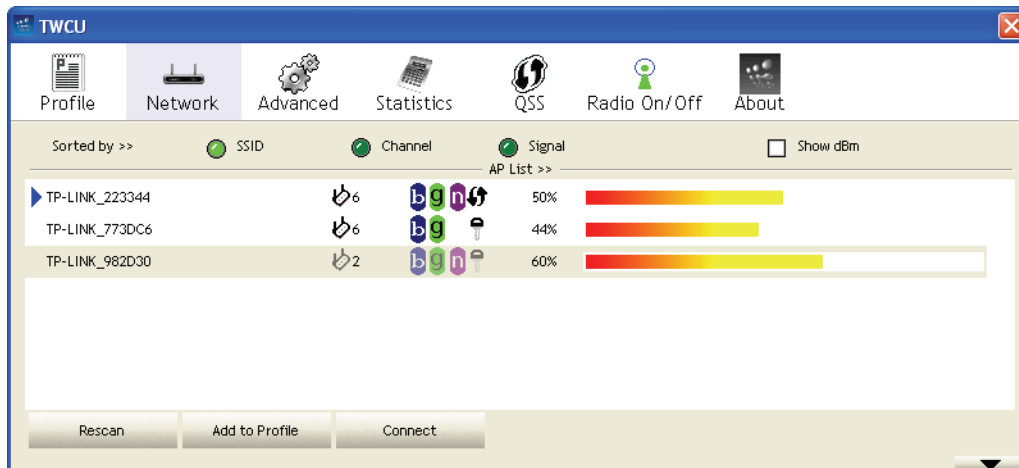 TWCU
Profile Network Advanced Statistics QSS Radio On/Off About
Sorted by >> SSID Channel Signal Show dBm
AP List >>
TP-LINK_223344 6 b g n 50%
TP-LINK_773DC6 6 b g 44%
TP-LINK_982D30 2 b g n 60%
Rescan Add to Profile Connect